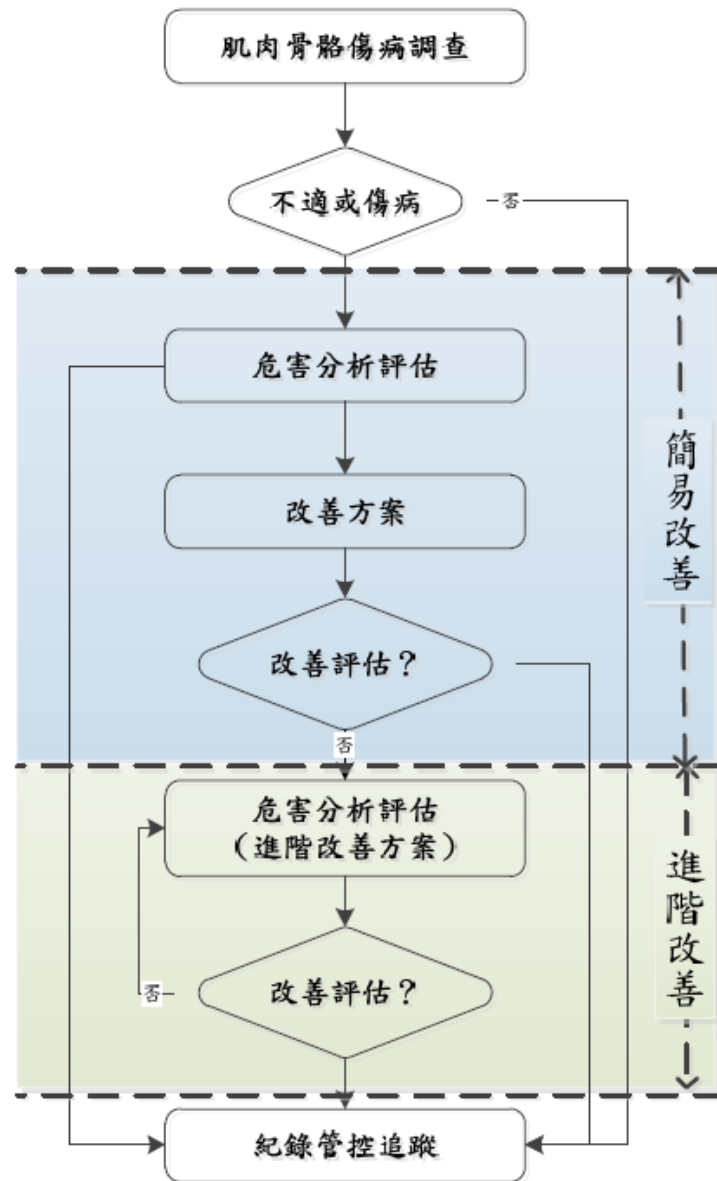 肌肉骨骼傷病調查
不適或傷病
否
危害分析評估
簡易改善
改善方案
改善評估？
否
危害分析評估
（進階改善方案）
進階改善
改善評估？
否
紀錄管控追蹤